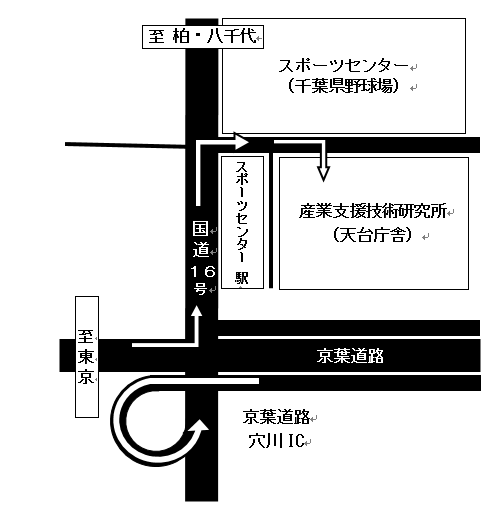 至 柏・八千代
スポーツセンター
（千葉県野球場）
スポーツセンター 駅
産業支援技術研究所
（天台庁舎）
国道１６号
至東京
京葉道路
京葉道路
穴川 IC